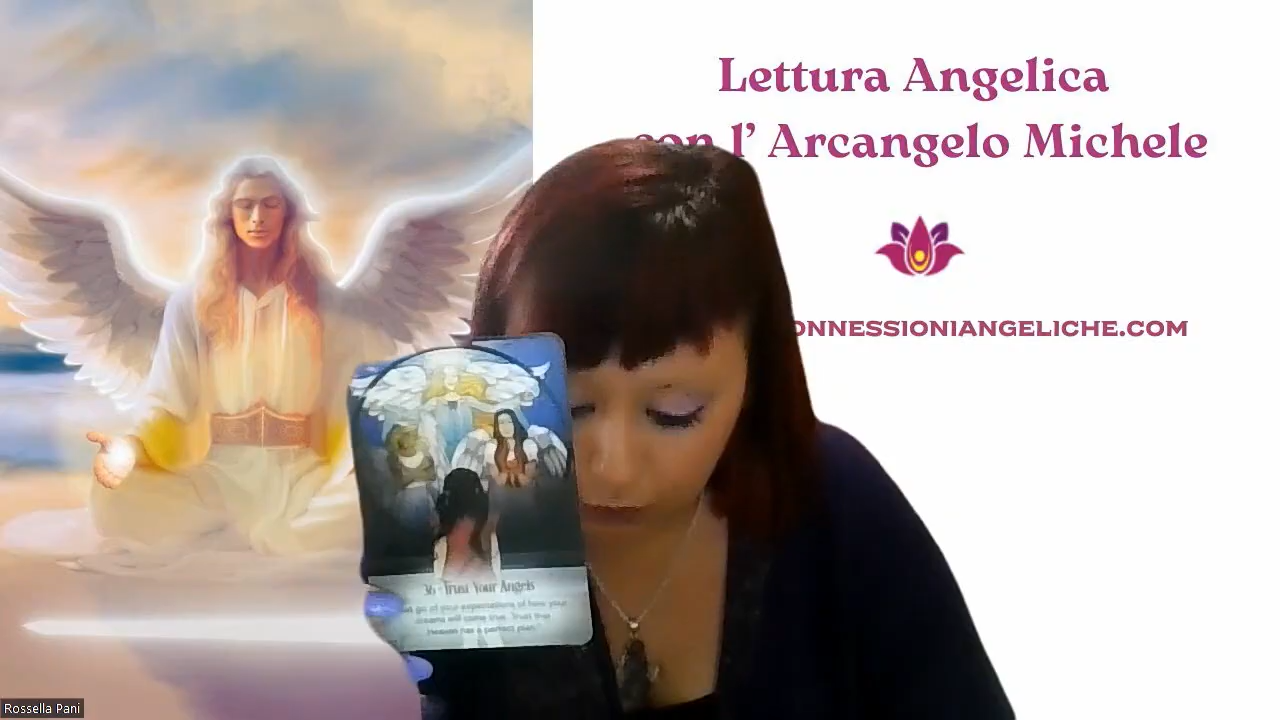 Lettura Angelica
con l' Arcangelo Michele
ONNESSIONIANGELICHE.COM
36 Trust Your Angels
go of your expectations of how your
dreams will come true. Trust that
Heaven has a perfect plan.
Rossella Pani